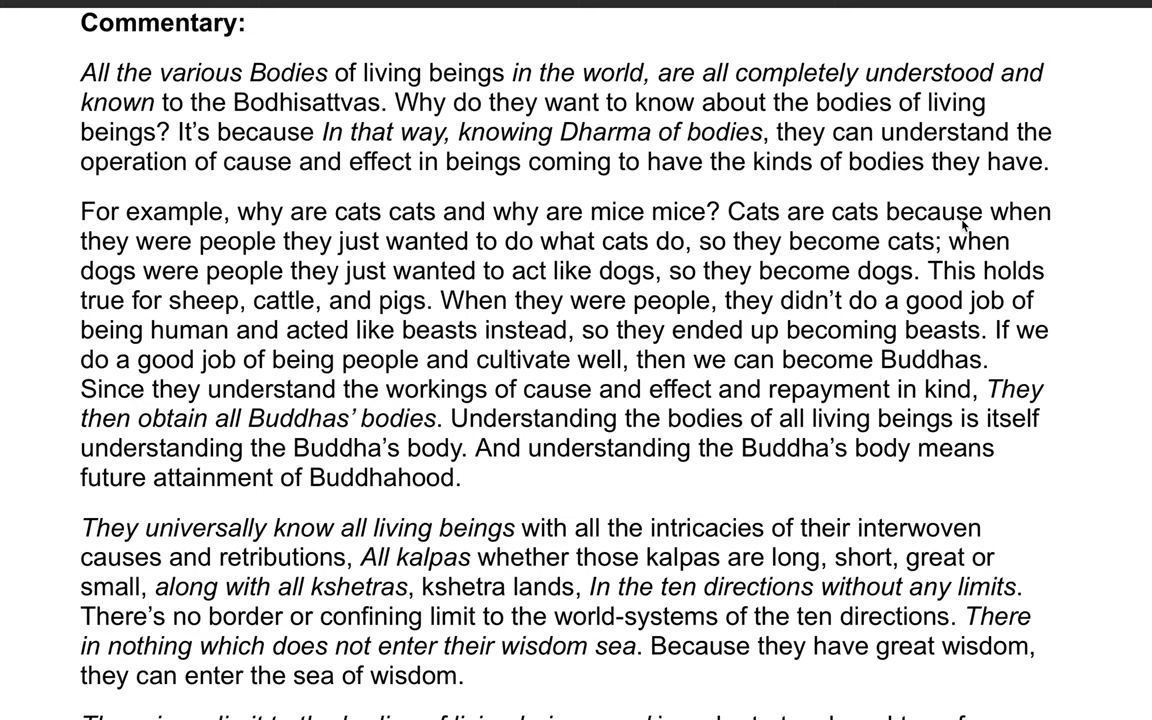 Commentary:
All the various Bodies of living beings in the world, are all completely understood and
known to the Bodhisattvas. Why do they want to know about the bodies of living
beings? It’s because In that way, knowing Dharma of bodies, they can understand the
operation of cause and effect in beings coming to have the kinds of bodies they have.
For example, why are cats cats and why are mice mice? Cats are cats because when
they were people they just wanted to do what cats do, so they become cats; when
dogs were people they just wanted to act like dogs, so they become dogs. This holds
true for sheep, cattle, and pigs. When they were people, they didn’t do a good job of
being human and acted like beasts instead, so they ended up becoming beasts. If we
do a good job of being people and cultivate well, then we can become Buddhas.
Since they understand the workings of cause and effect and repayment in kind, They
then obtain all Buddhas’ bodies. Understanding the bodies of all living beings is itself
understanding the Buddha’s body. And understanding the Buddha’s body means
future attainment of Buddhahood.
They universally know all living beings with all the intricacies of their interwoven
causes and retributions, All kalpas whether those kalpas are long, short, great or
small, along with all kshetras, kshetra lands, In the ten directions without any limits.
There’s no border or confining limit to the world-systems of the ten directions. There
in nothing which does not enter their wisdom sea. Because they have great wisdom,
they can enter the sea of wisdom.